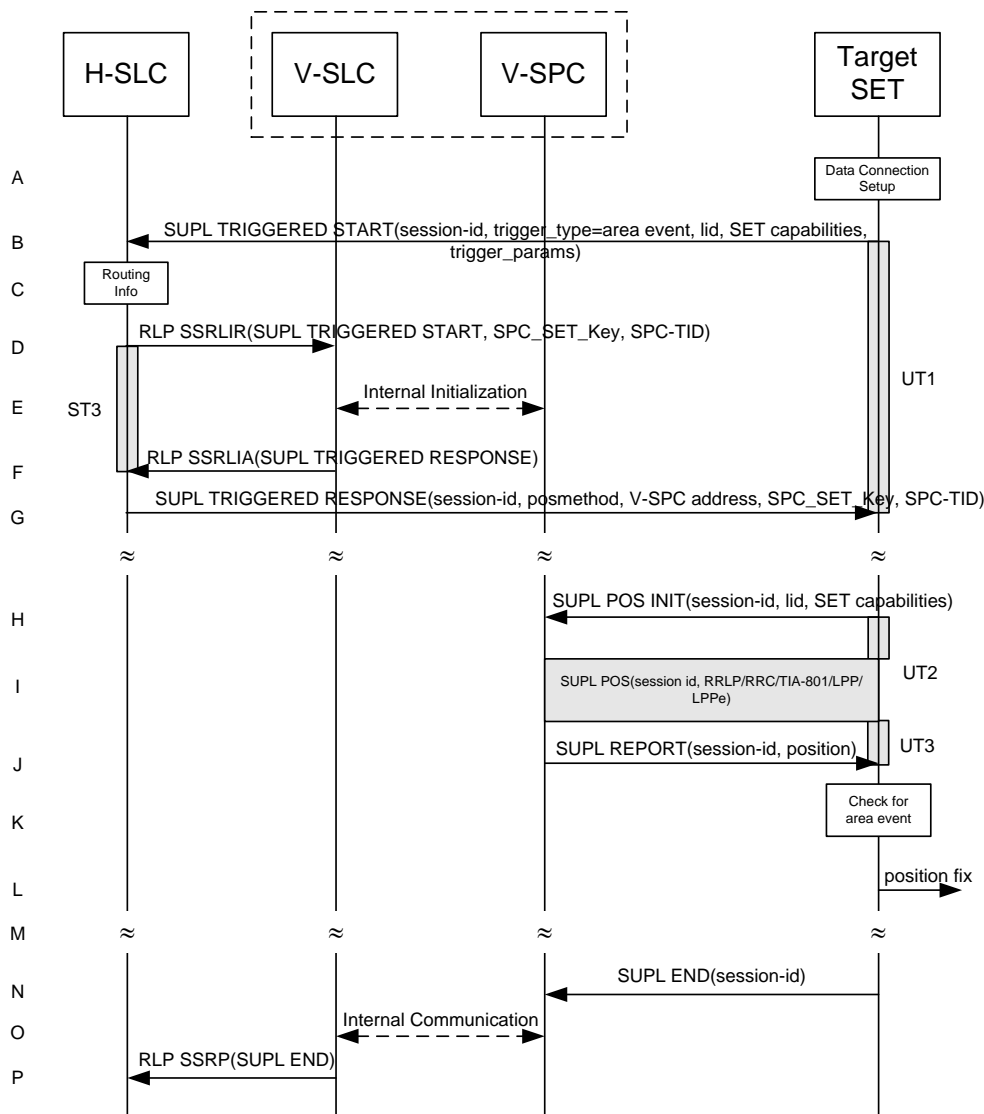 H-SLC
V-SLC
V-SPC
Target
SET
A
Data Connection
Setup
B
SUPL TRIGGERED START(session-id, trigger_type=area event, lid, SET capabilities,
trigger_params)
C
Routing
Info
D
RLP SSRLIR(SUPL TRIGGERED START, SPC_SET_Key, SPC-TID)
UT1
E
ST3
Internal Initialization
F
RLP SSRLIA(SUPL TRIGGERED RESPONSE)
G
SUPL TRIGGERED RESPONSE(session-id, posmethod, V-SPC address, SPC_SET_Key, SPC-TID)
≈ ≈ ≈ ≈
H
SUPL POS INIT(session-id, lid, SET capabilities)
UT2
I
SUPL POS(session id, RRLP/RRC/TIA-801/LPP/
LPPe)
J
SUPL REPORT(session-id, position)
UT3
K
Check for
area event
L
position fix
M
≈ ≈ ≈ ≈
N
SUPL END(session-id)
O
Internal Communication
P
RLP SSRP(SUPL END)